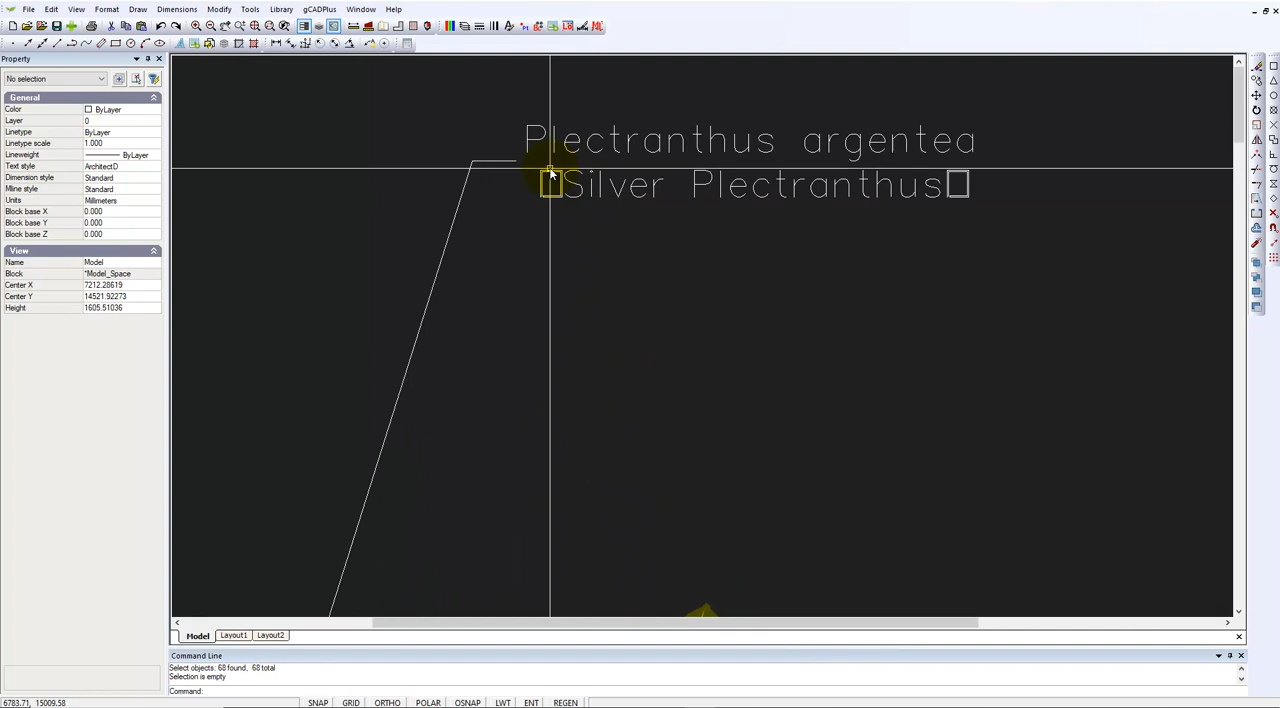 File Edit View Format Draw Dimensions Modify Tools Library gCADPlus Window Help
Property
No selection
General
Color ByLayer
Layer 0
Linetype ByLayer
Linetype scale 1.000
Lineweight ByLayer
Text style ArchitectD
Dimension style Standard
Mline style Standard
Units Millimeters
Block base X 0.000
Block base Y 0.000
Block base Z 0.000
View
Name Model
Block *Model_Space
Center X 7212.28619
Center Y 14521.92273
Height 1605.51036
Plectranthus argentea
Silver Plectranthus
Model Layout1 Layout2
Command Line
Select objects: 68 found, 68 total
Selection is empty
Command:
6783.71, 15009.58 SNAP GRID ORTHO POLAR OSNAP LWT ENT REGEN